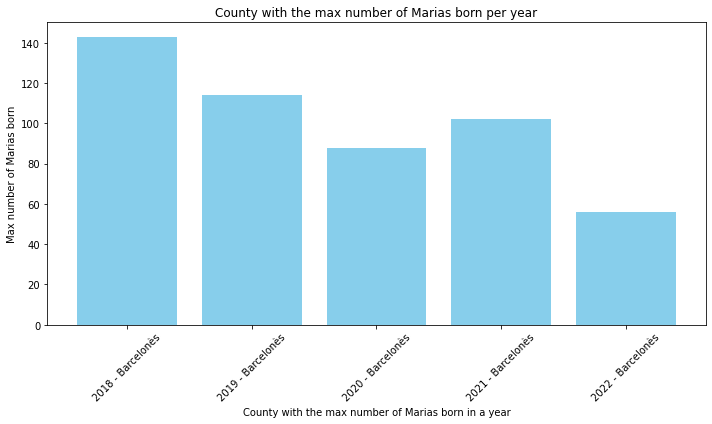 County with the max number of Marias born per year
Max number of Marias born
140
120
100
80
60
40
20
0
2018 - Barcelonès
2019 - Barcelonès
2020 - Barcelonès
2021 - Barcelonès
2022 - Barcelonès
County with the max number of Marias born in a year